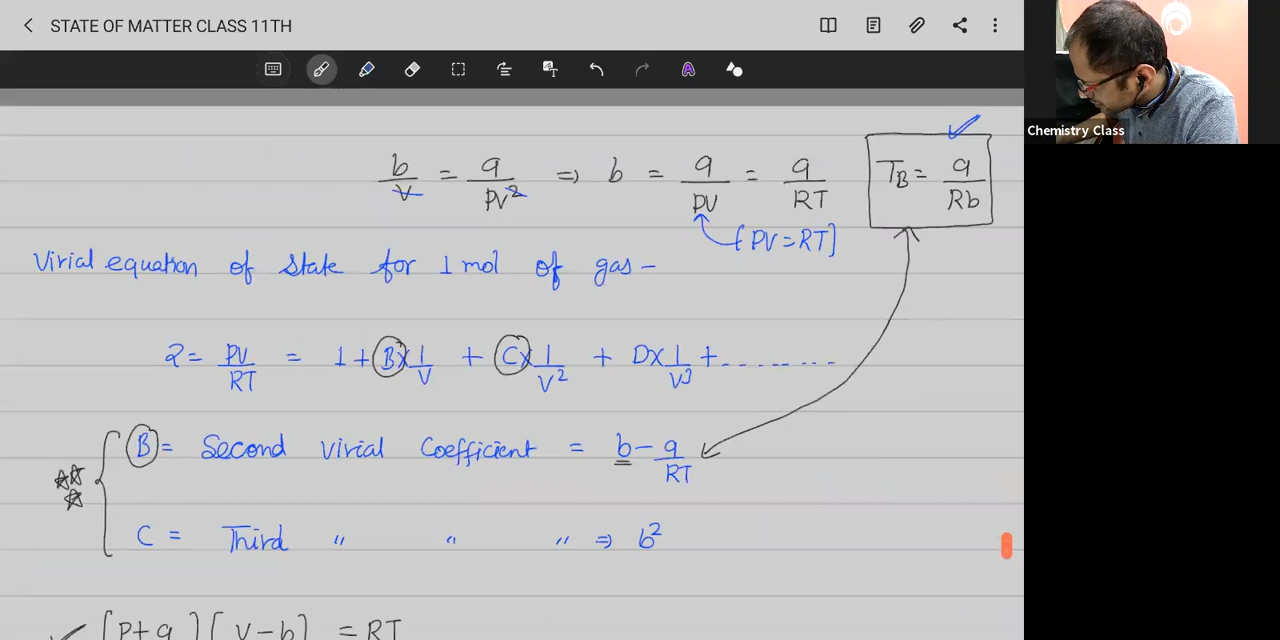 STATE OF MATTER CLASS 11TH
Chemistry Class
b/V = a/PV² ⇒ b = a/PV = a/RT
T_B = a/Rb
[PV = RT]
Virial equation of state for 1 mol of gas –
Z = PV/RT = 1 + B × 1/V + C × 1/V² + D × 1/V³ + ---------
B = Second Virial Coefficient = b – a/RT
C = Third " " " ⇒ b²
[P+a ] [V–b] = RT